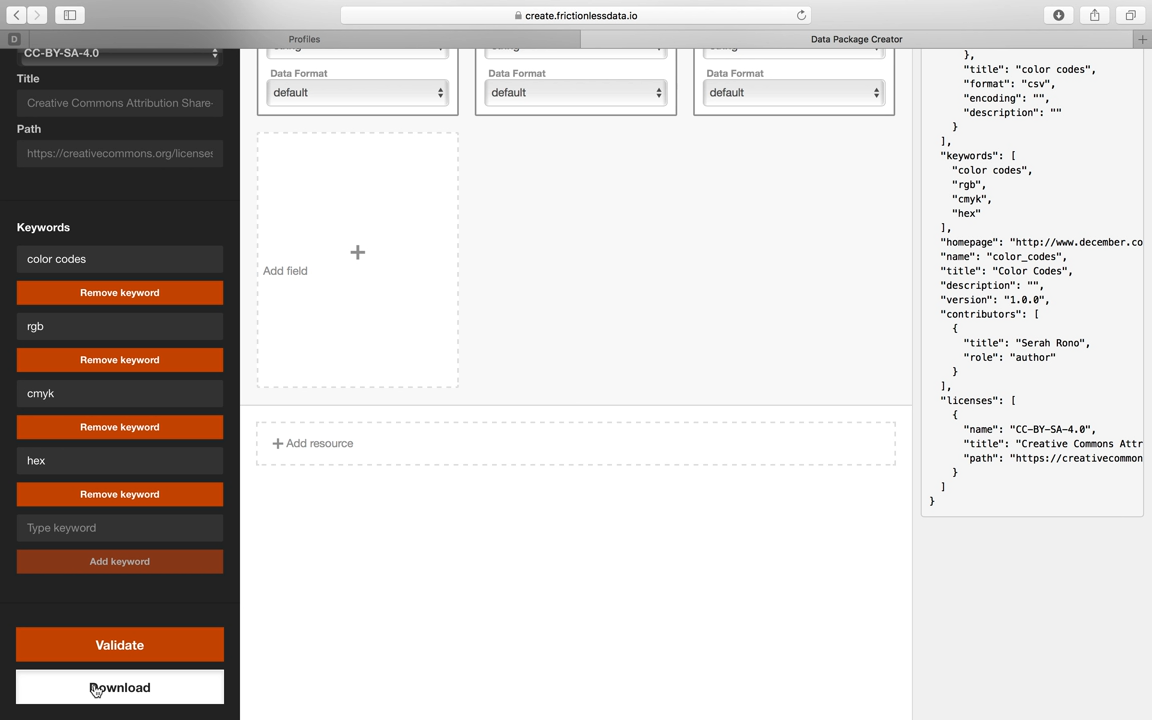 create.frictionlessdata.io
D
Profiles
Data Package Creator
CC-BY-SA-4.0
Title
Creative Commons Attribution Share-
Path
https://creativecommons.org/licenses
Keywords
color codes
Remove keyword
rgb
Remove keyword
cmyk
Remove keyword
hex
Remove keyword
Type keyword
Add keyword
Validate
Download
Data Format
default
Data Format
default
Data Format
default
Add field
Add resource
},
"title": "color codes",
"format": "csv",
"encoding": "",
"description": ""
}
],
"keywords": [
"color codes",
"rgb",
"cmyk",
"hex"
],
"homepage": "http://www.december.co
"name": "color_codes",
"title": "Color Codes",
"description": "",
"version": "1.0.0",
"contributors": [
{
"title": "Serah Rono",
"role": "author"
}
],
"licenses": [
{
"name": "CC-BY-SA-4.0",
"title": "Creative Commons Attr
"path": "https://creativecommon
}
]
}